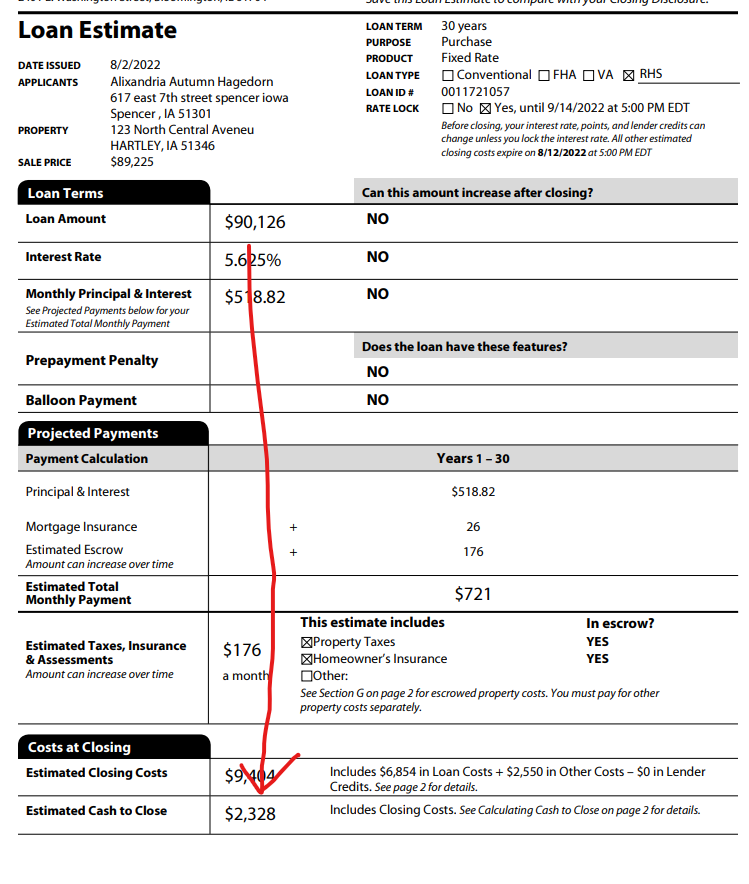 Loan Estimate
DATE ISSUED 8/2/2022
APPLICANTS Alixandria Autumn Hagedorn
617 east 7th street spencer iowa
Spencer , IA 51301
PROPERTY 123 North Central Aveneu
HARTLEY, IA 51346
SALE PRICE $89,225
Save this Loan Estimate to compare with your Closing Disclosure.
LOAN TERM 30 years
PURPOSE Purchase
PRODUCT Fixed Rate
LOAN TYPE ☐ Conventional ☐ FHA ☐ VA ☒ RHS
LOAN ID # 0011721057
RATE LOCK ☐ No ☒ Yes, until 9/14/2022 at 5:00 PM EDT
Before closing, your interest rate, points, and lender credits can
change unless you lock the interest rate. All other estimated
closing costs expire on 8/12/2022 at 5:00 PM EDT
Loan Terms Can this amount increase after closing?
Loan Amount $90,126 NO
Interest Rate 5.625% NO
Monthly Principal & Interest $518.82 NO
See Projected Payments below for your
Estimated Total Monthly Payment
Does the loan have these features?
Prepayment Penalty NO
Balloon Payment NO
Projected Payments
Payment Calculation Years 1 – 30
Principal & Interest $518.82
Mortgage Insurance + 26
Estimated Escrow + 176
Amount can increase over time
Estimated Total
Monthly Payment $721
Estimated Taxes, Insurance
& Assessments
Amount can increase over time
$176
a month
This estimate includes In escrow?
☒Property Taxes YES
☒Homeowner's Insurance YES
☐Other:
See Section G on page 2 for escrowed property costs. You must pay for other
property costs separately.
Costs at Closing
Estimated Closing Costs $9,404 Includes $6,854 in Loan Costs + $2,550 in Other Costs – $0 in Lender
Credits. See page 2 for details.
Estimated Cash to Close $2,328 Includes Closing Costs. See Calculating Cash to Close on page 2 for details.